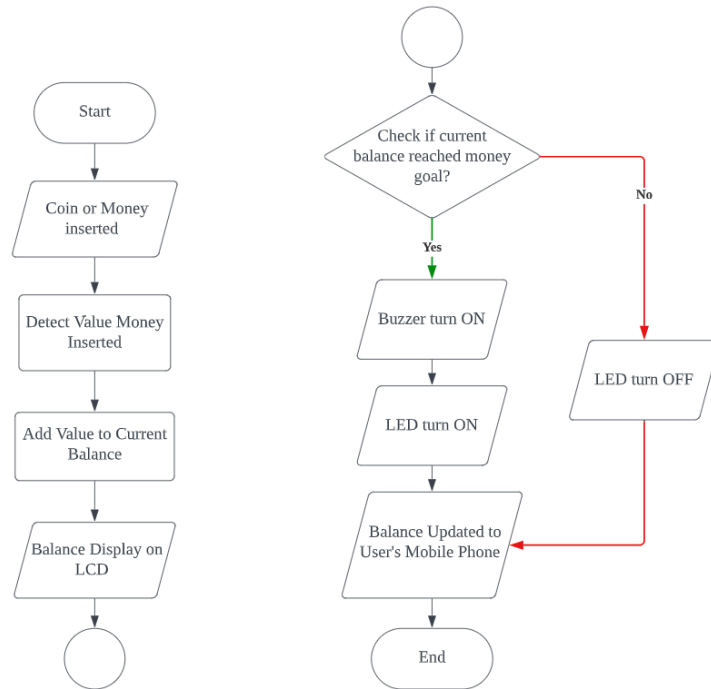 Start
Coin or Money
inserted
Detect Value Money
Inserted
Add Value to Current
Balance
Balance Display on
LCD
Check if current
balance reached money
goal?
Yes
No
Buzzer turn ON
LED turn ON
LED turn OFF
Balance Updated to
User's Mobile Phone
End